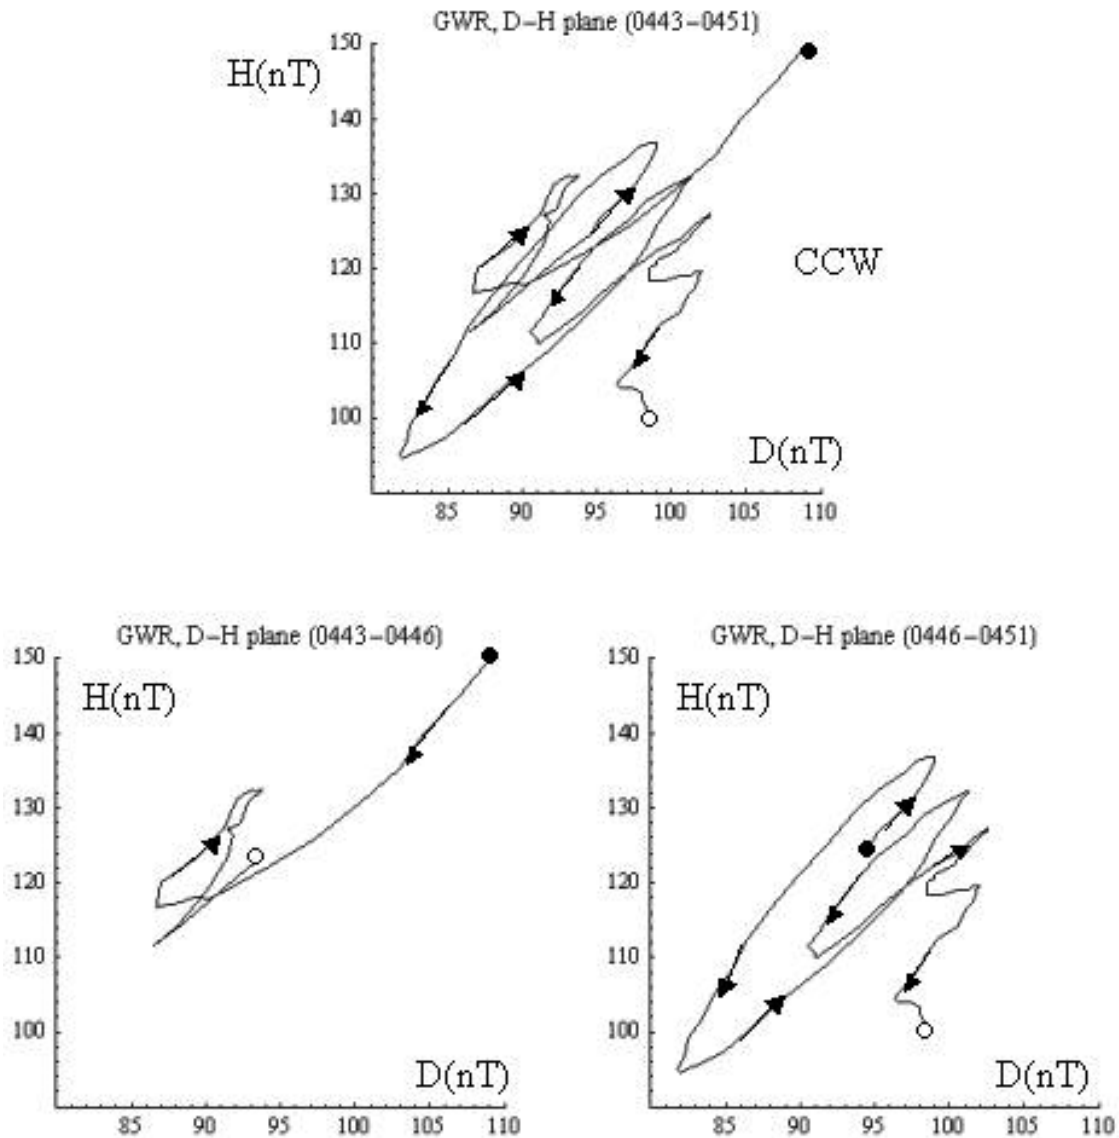 GWR, D-H plane (0443-0451)
H(nT)
150
140
130
120
110
100
CCW
D(nT)
85 90 95 100 105 110
GWR, D-H plane (0443-0446)
H(nT)
150
140
130
120
110
100
D(nT)
85 90 95 100 105 110
GWR, D-H plane (0446-0451)
H(nT)
150
140
130
120
110
100
D(nT)
85 90 95 100 105 110